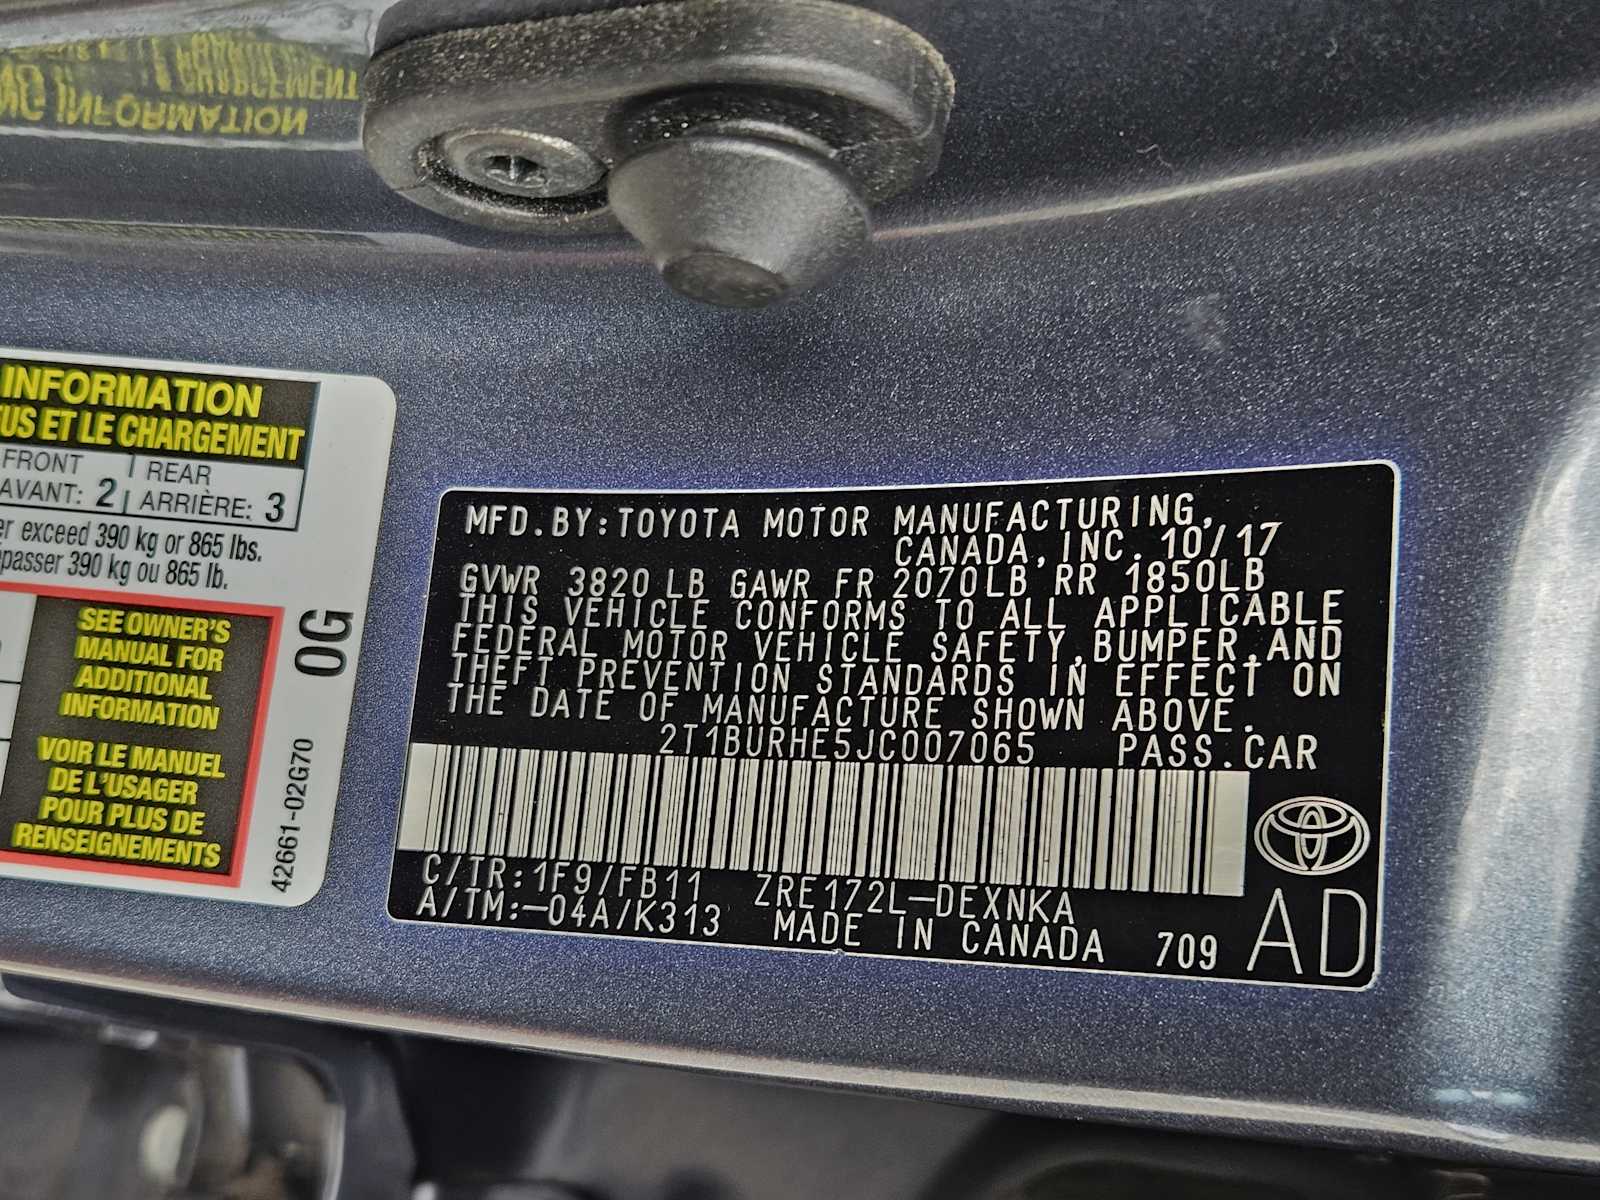 NG INFORMATION
LE CHARGEMENT
INFORMATION
TUS ET LE CHARGEMENT
FRONT REAR
AVANT: 2 ARRIÈRE: 3
er exceed 390 kg or 865 lbs.
passer 390 kg ou 865 lb.
SEE OWNER'S
MANUAL FOR
ADDITIONAL
INFORMATION
VOIR LE MANUEL
DE L'USAGER
POUR PLUS DE
RENSEIGNEMENTS
0G
42661-02G70
MFD.BY:TOYOTA MOTOR MANUFACTURING,
CANADA,INC. 10/17
GVWR 3820 LB GAWR FR 2070LB RR 1850LB
THIS VEHICLE CONFORMS TO ALL APPLICABLE
FEDERAL MOTOR VEHICLE SAFETY,BUMPER,AND
THEFT PREVENTION STANDARDS IN EFFECT ON
THE DATE OF MANUFACTURE SHOWN ABOVE.
2T1BURHE5JC007065 PASS.CAR
C/TR:1F9/FB11 ZRE172L-DEXNKA
A/TM:-04A/K313 MADE IN CANADA 709 AD